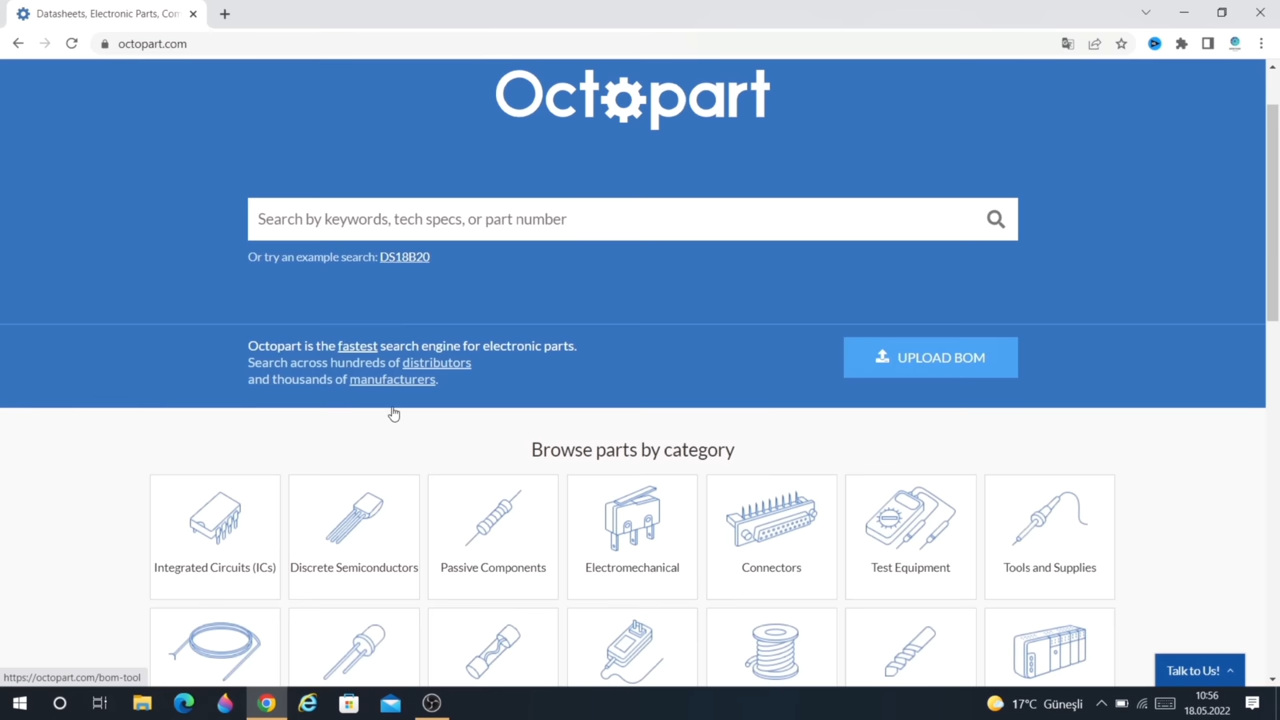 Datasheets, Electronic Parts, Com
octopart.com
Octopart
Search by keywords, tech specs, or part number
Or try an example search: DS18B20
Octopart is the fastest search engine for electronic parts.
Search across hundreds of distributors
and thousands of manufacturers.
UPLOAD BOM
Browse parts by category
Integrated Circuits (ICs)
Discrete Semiconductors
Passive Components
Electromechanical
Connectors
Test Equipment
Tools and Supplies
Talk to Us!
https://octopart.com/bom-tool
17°C Güneşli
10:56
18.05.2022